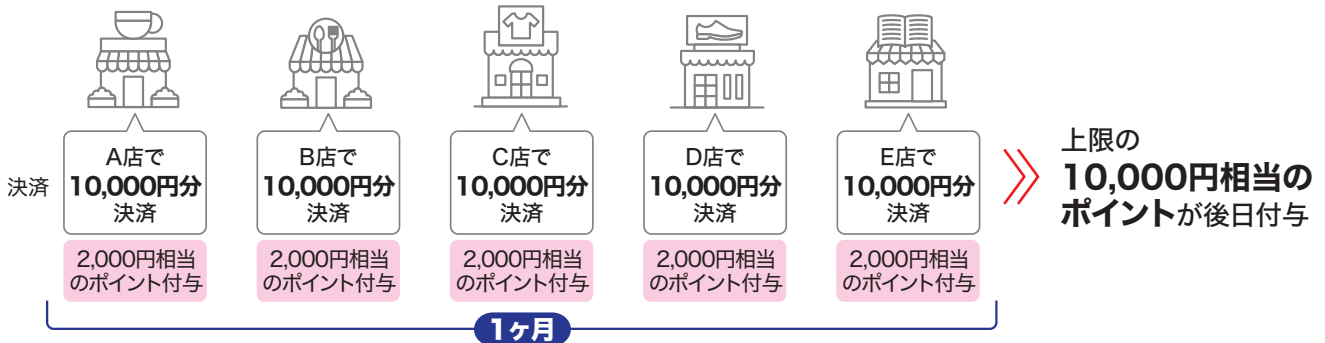 決済
A店で
10,000円分
決済
2,000円相当
のポイント付与
B店で
10,000円分
決済
2,000円相当
のポイント付与
C店で
10,000円分
決済
2,000円相当
のポイント付与
D店で
10,000円分
決済
2,000円相当
のポイント付与
E店で
10,000円分
決済
2,000円相当
のポイント付与
上限の
10,000円相当の
ポイントが後日付与
1ヶ月